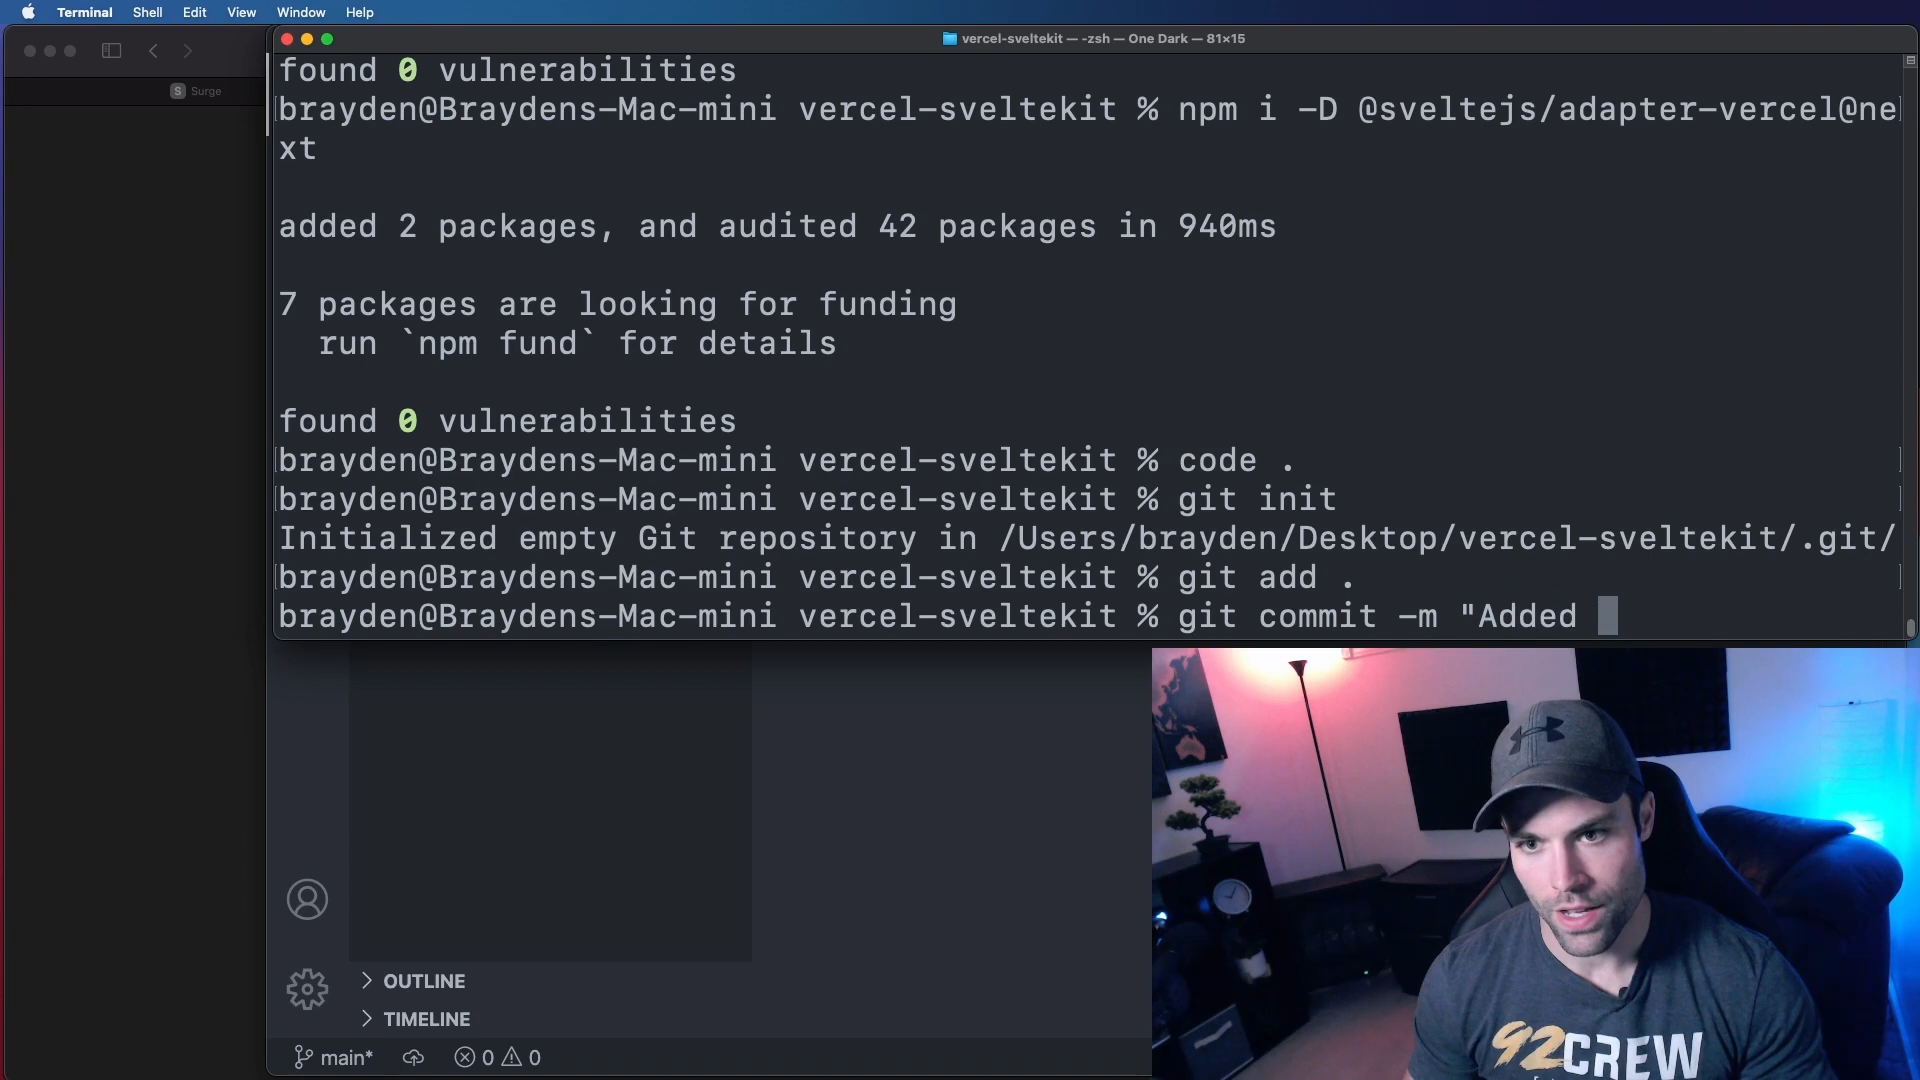 Terminal Shell Edit View Window Help
vercel-sveltekit — -zsh — One Dark — 81×15
S Surge
found 0 vulnerabilities
brayden@Braydens-Mac-mini vercel-sveltekit % npm i -D @sveltejs/adapter-vercel@ne
xt
added 2 packages, and audited 42 packages in 940ms
7 packages are looking for funding
run `npm fund` for details
found 0 vulnerabilities
brayden@Braydens-Mac-mini vercel-sveltekit % code .
brayden@Braydens-Mac-mini vercel-sveltekit % git init
Initialized empty Git repository in /Users/brayden/Desktop/vercel-sveltekit/.git/
brayden@Braydens-Mac-mini vercel-sveltekit % git add .
brayden@Braydens-Mac-mini vercel-sveltekit % git commit -m "Added
OUTLINE
TIMELINE
main* 0 0
92CREW